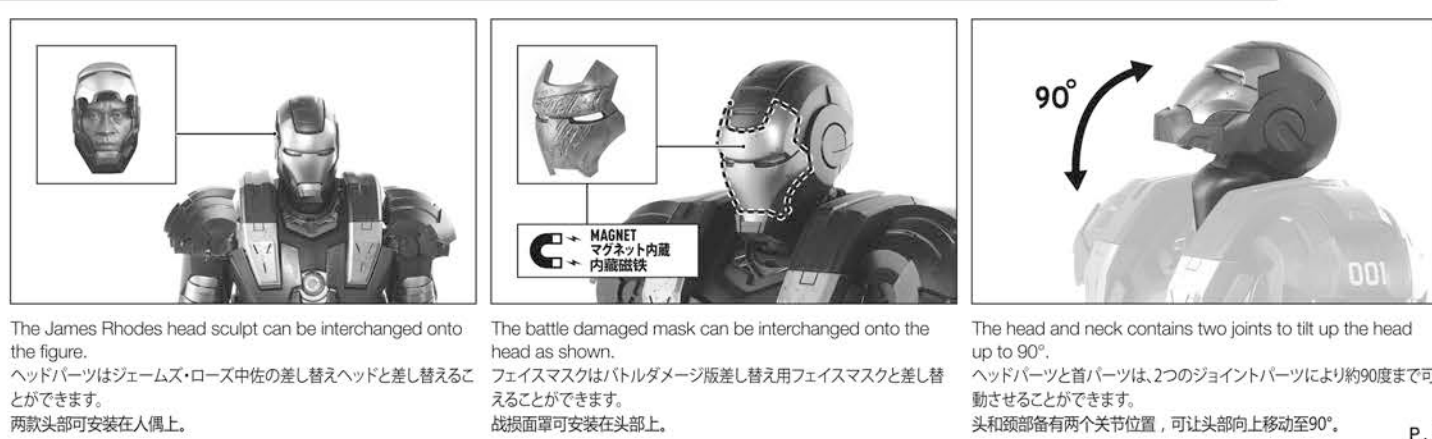 MAGNET
マグネット内蔵
内藏磁铁
90°
001
The James Rhodes head sculpt can be interchanged onto
the figure.
ヘッドパーツはジェームズ・ローズ中佐の差し替えヘッドと差し替えるこ
とができます。
两款头部可安装在人偶上。
The battle damaged mask can be interchanged onto the
head as shown.
フェイスマスクはバトルダメージ版差し替え用フェイスマスクと差し替
えることができます。
战损面罩可安装在头部上。
The head and neck contains two joints to tilt up the head
up to 90°.
ヘッドパーツと首パーツは、2つのジョイントパーツにより約90度まで可
動させることができます。
头和颈部备有两个关节位置，可让头部向上移动至90°。
P.